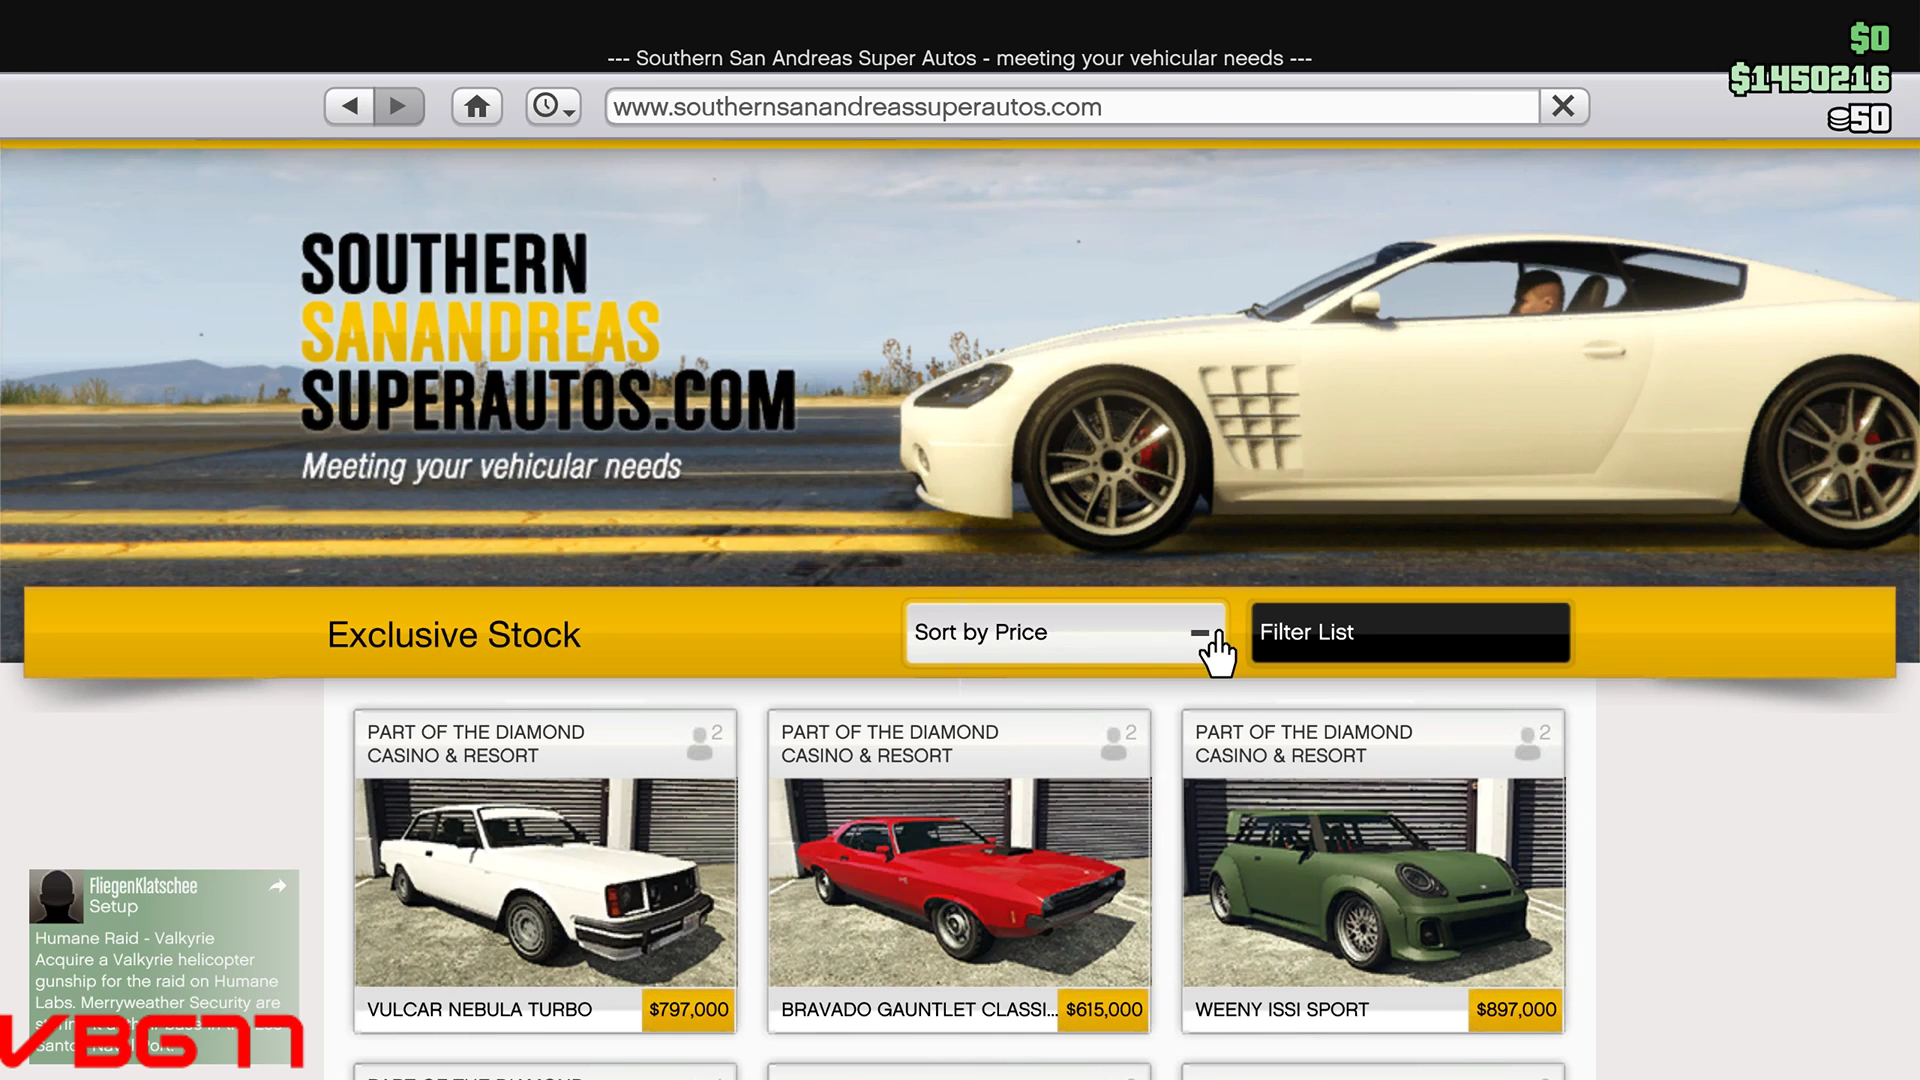 --- Southern San Andreas Super Autos - meeting your vehicular needs ---
$0
$1450216
50
www.southernsanandreassuperautos.com
SOUTHERN
SANANDREAS
SUPERAUTOS.COM
Meeting your vehicular needs
Exclusive Stock
Sort by Price
Filter List
PART OF THE DIAMOND
CASINO & RESORT
2
VULCAR NEBULA TURBO
$797,000
PART OF THE DIAMOND
CASINO & RESORT
2
BRAVADO GAUNTLET CLASSI...
$615,000
PART OF THE DIAMOND
CASINO & RESORT
2
WEENY ISSI SPORT
$897,000
FliegenKlatschee
Setup
Humane Raid - Valkyrie
Acquire a Valkyrie helicopter
gunship for the raid on Humane
Labs. Merryweather Security are
VBG77